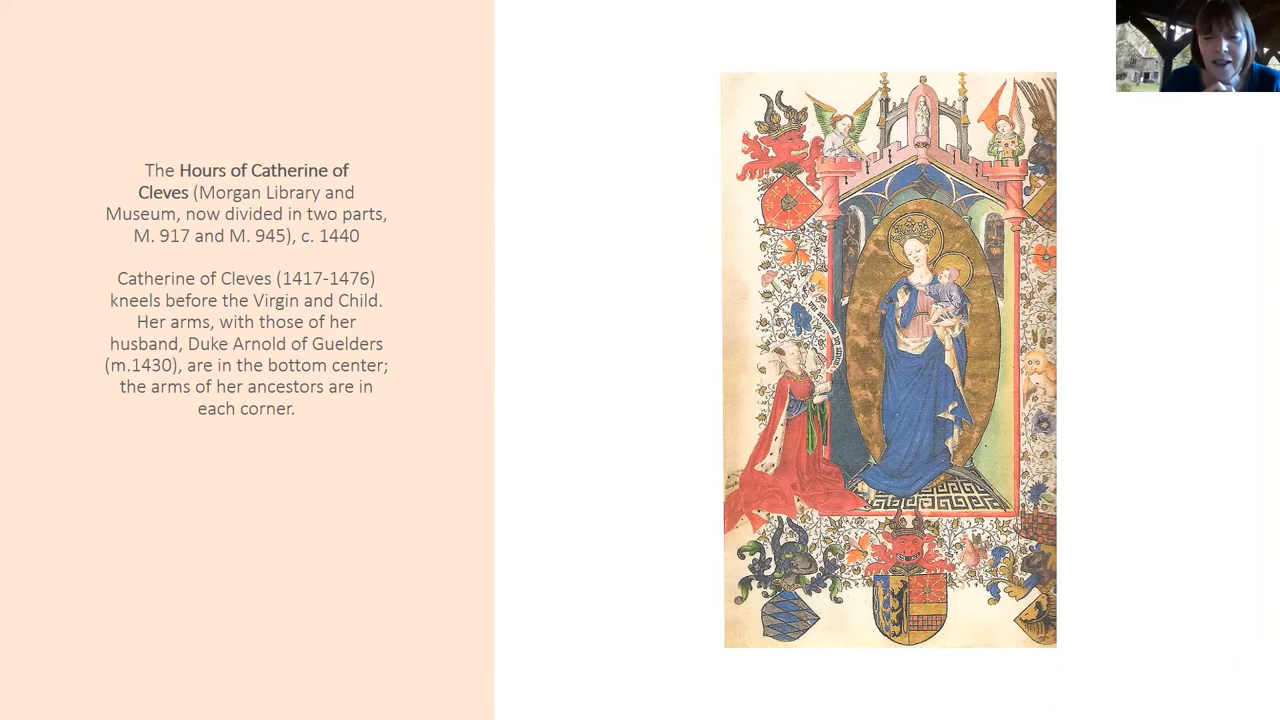 The Hours of Catherine of
Cleves (Morgan Library and
Museum, now divided in two parts,
M. 917 and M. 945), c. 1440
Catherine of Cleves (1417-1476)
kneels before the Virgin and Child.
Her arms, with those of her
husband, Duke Arnold of Guelders
(m.1430), are in the bottom center;
the arms of her ancestors are in
each corner.